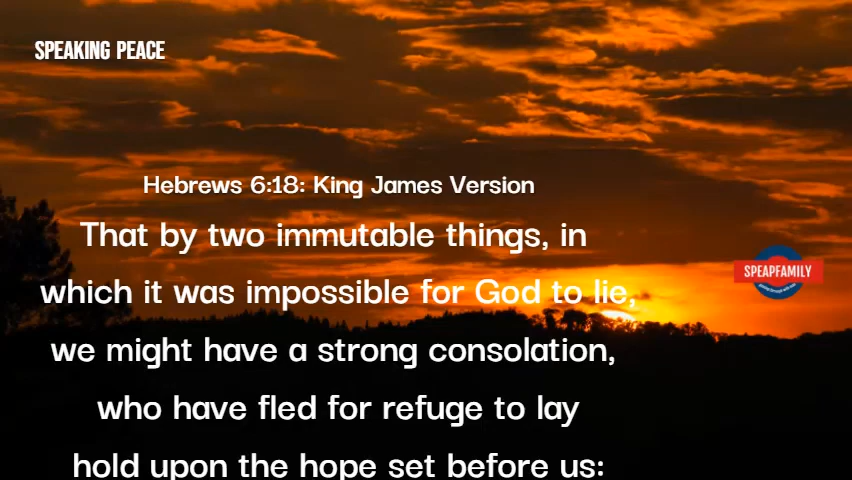 SPEAKING PEACE
Hebrews 6:18: King James Version
That by two immutable things, in
which it was impossible for God to lie,
we might have a strong consolation,
who have fled for refuge to lay
hold upon the hope set before us:
SPEAPFAMILY